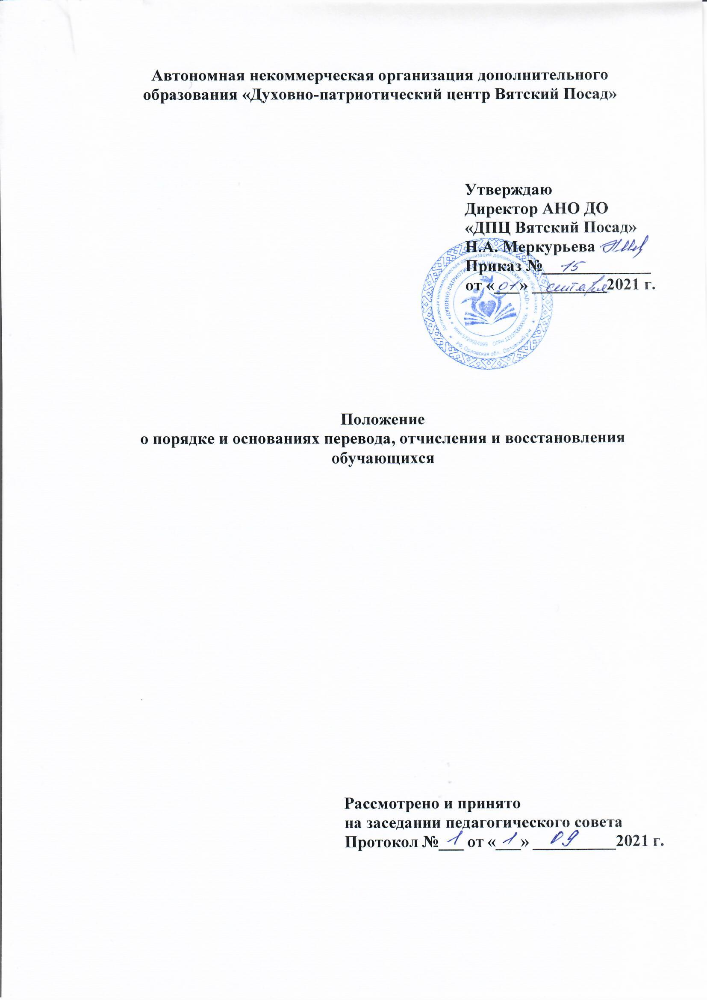 Автономная некоммерческая организация дополнительного
образования «Духовно-патриотический центр Вятский Посад»
Утверждаю
Директор АНО ДО
«ДПЦ Вятский Посад»
Н.А. Меркурьева
Приказ № 15
от «01» сентября 2021 г.
Автономная некоммерческая организация дополнительного образования
«ДУХОВНО-ПАТРИОТИЧЕСКИЙ ЦЕНТР ВЯТСКИЙ ПОСАД»
ИНН 5720024999 ОГРН
РФ, Орловская обл. Орловский р-н
Положение
о порядке и основаниях перевода, отчисления и восстановления
обучающихся
Рассмотрено и принято
на заседании педагогического совета
Протокол № 1 от «1» 09 2021 г.